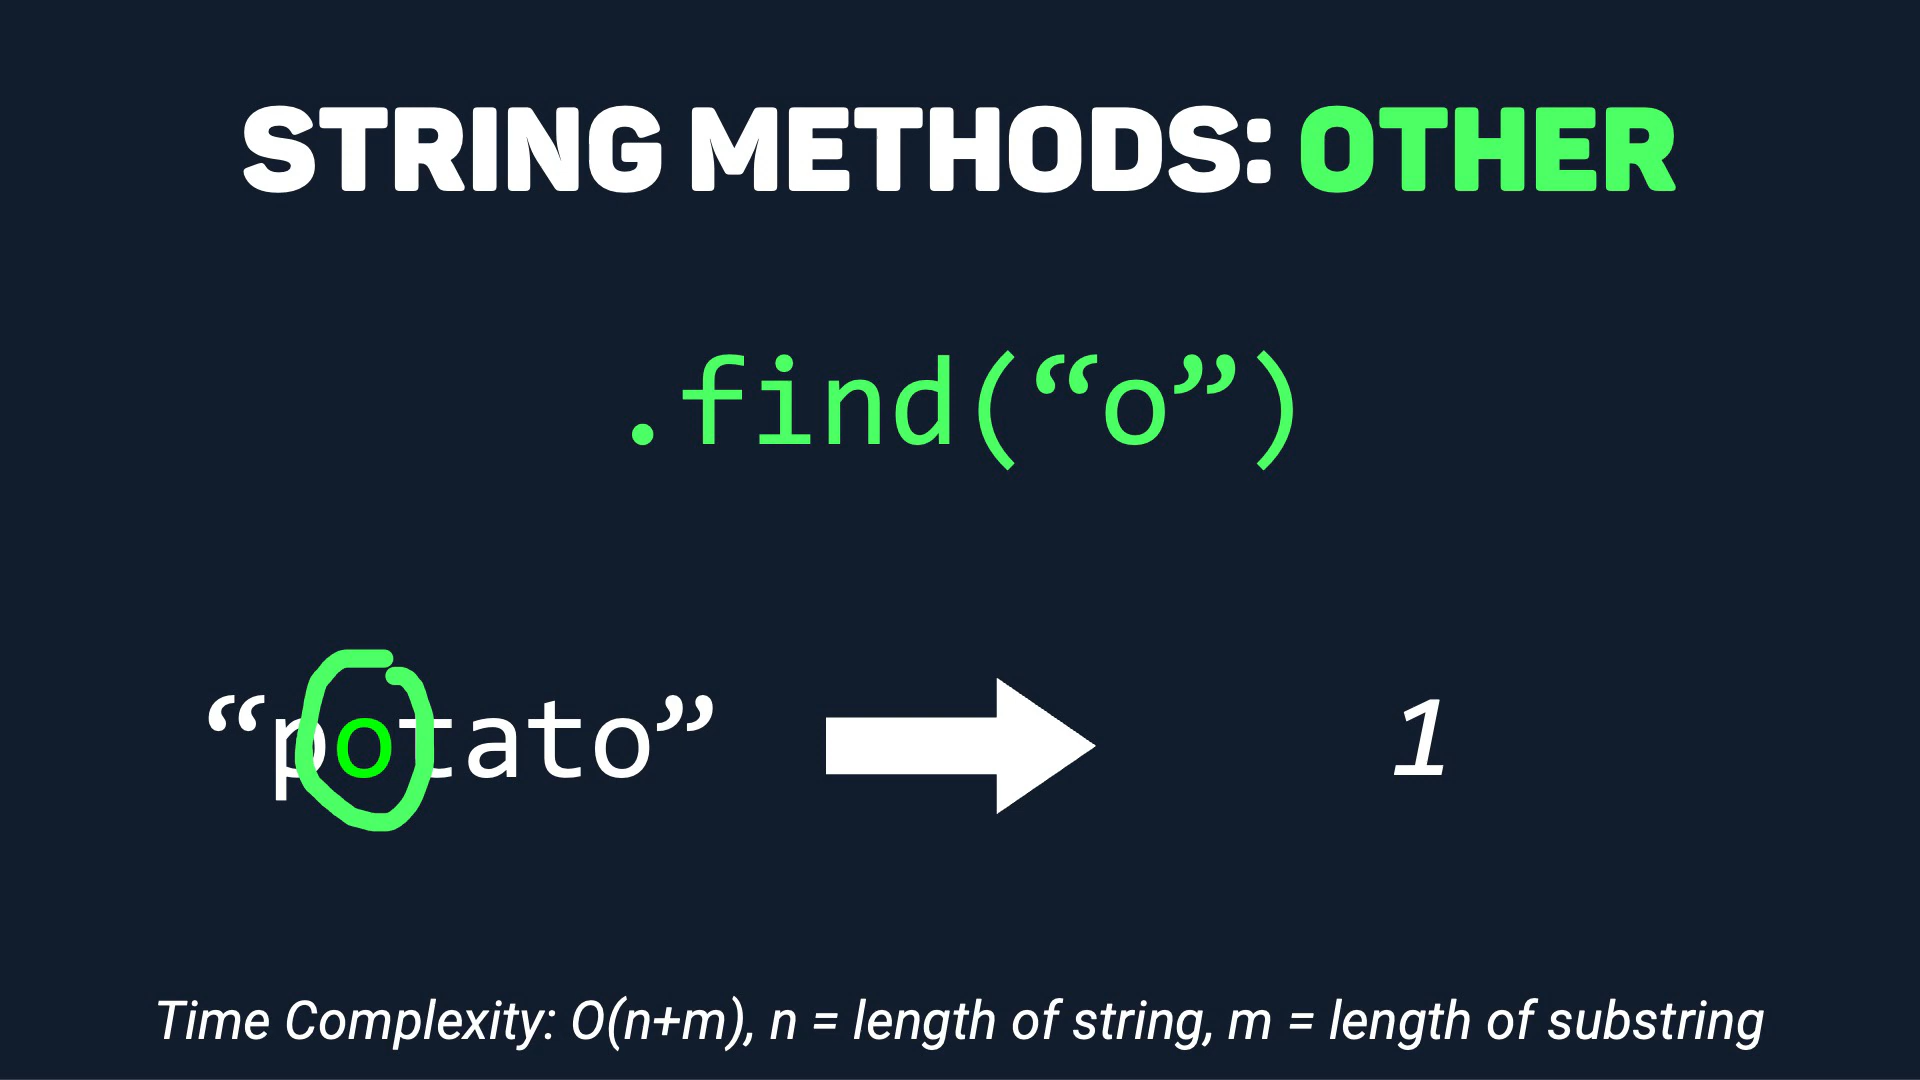 STRING METHODS: OTHER
.find(“o”)
“potato” 1
Time Complexity: O(n+m), n = length of string, m = length of substring